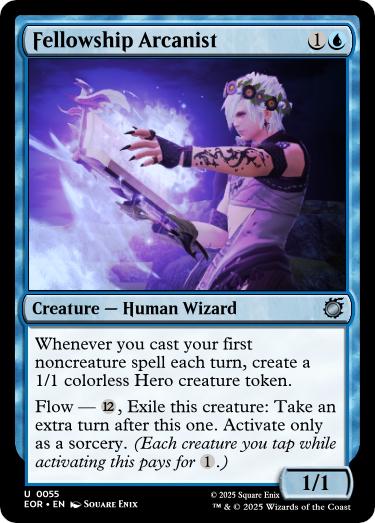 Fellowship Arcanist 1
Creature — Human Wizard
Whenever you cast your first
noncreature spell each turn, create a
1/1 colorless Hero creature token.
Flow — 12, Exile this creature: Take an
extra turn after this one. Activate only
as a sorcery. (Each creature you tap while
activating this pays for 1.)
1/1
U 0055
EOR • EN SQUARE ENIX
© 2025 Square Enix
™ & © 2025 Wizards of the Coast